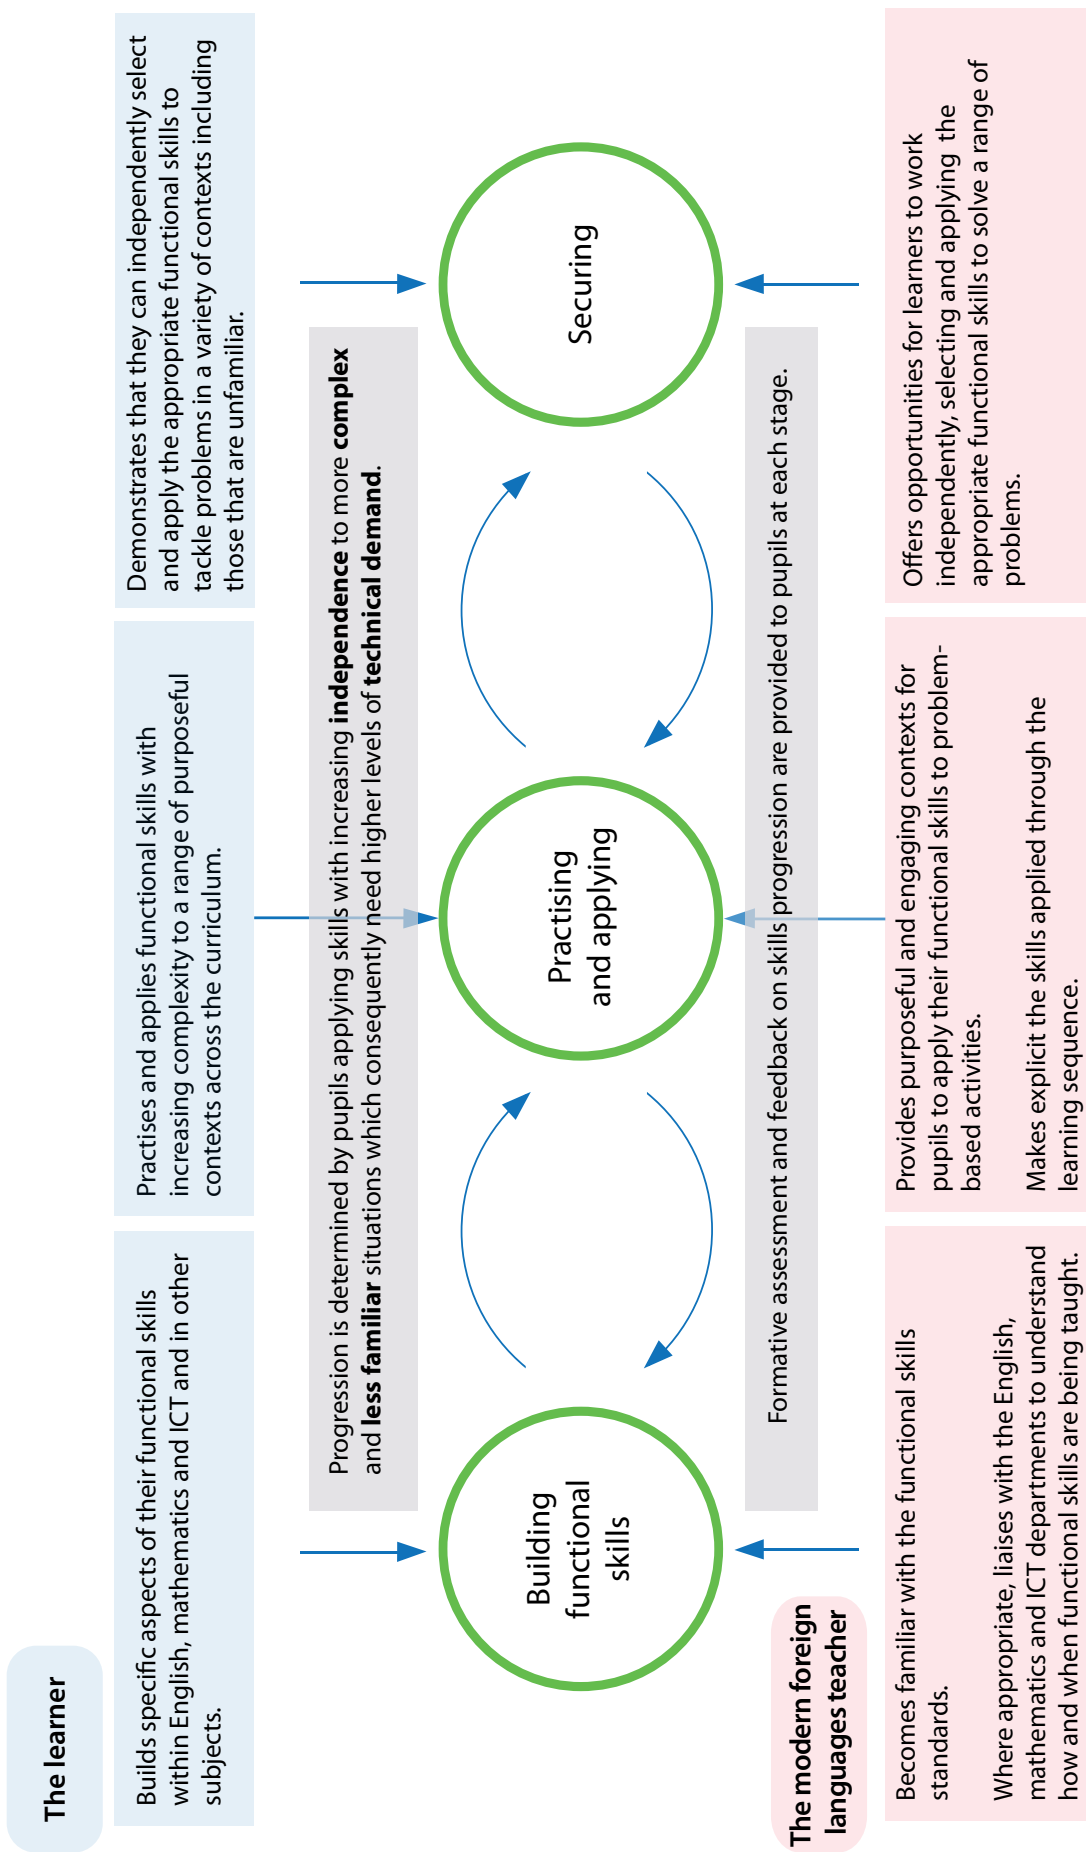 The learner
Builds specific aspects of their functional skills
within English, mathematics and ICT and in other
subjects.
Practises and applies functional skills with
increasing complexity to a range of purposeful
contexts across the curriculum.
Demonstrates that they can independently select
and apply the appropriate functional skills to
tackle problems in a variety of contexts including
those that are unfamiliar.
Progression is determined by pupils applying skills with increasing independence to more complex
and less familiar situations which consequently need higher levels of technical demand.
Building
functional
skills
Practising
and applying
Securing
Formative assessment and feedback on skills progression are provided to pupils at each stage.
The modern foreign
languages teacher
Becomes familiar with the functional skills
standards.
Where appropriate, liaises with the English,
mathematics and ICT departments to understand
how and when functional skills are being taught.
Provides purposeful and engaging contexts for
pupils to apply their functional skills to problem-
based activities.
Makes explicit the skills applied through the
learning sequence.
Offers opportunities for learners to work
independently, selecting and applying the
appropriate functional skills to solve a range of
problems.